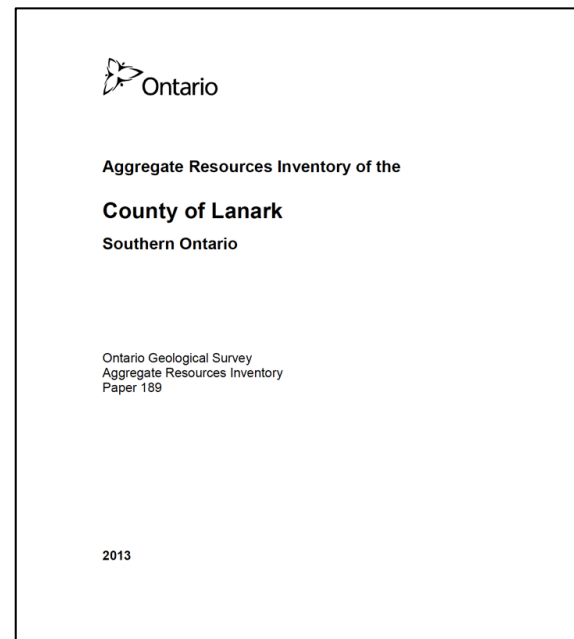 Ontario
Aggregate Resources Inventory of the
County of Lanark
Southern Ontario
Ontario Geological Survey
Aggregate Resources Inventory
Paper 189
2013